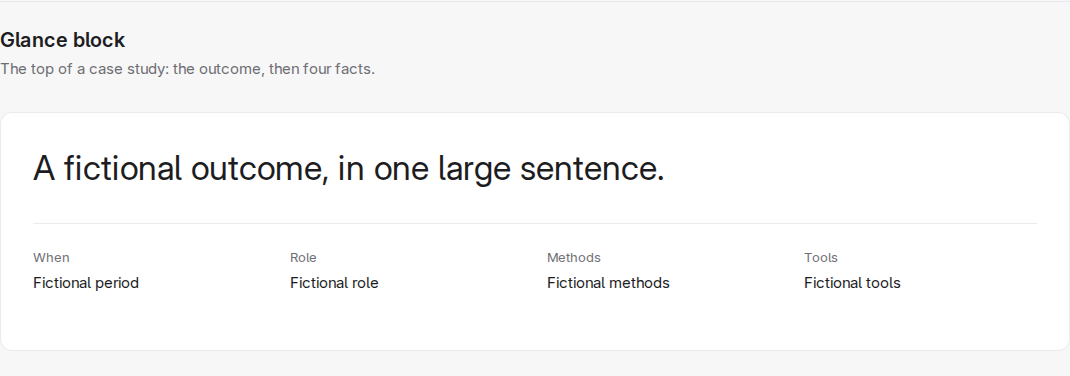 Glance block
The top of a case study: the outcome, then four facts.
A fictional outcome, in one large sentence.
When
Role
Methods
Tools
Fictional period
Fictional role
Fictional methods
Fictional tools